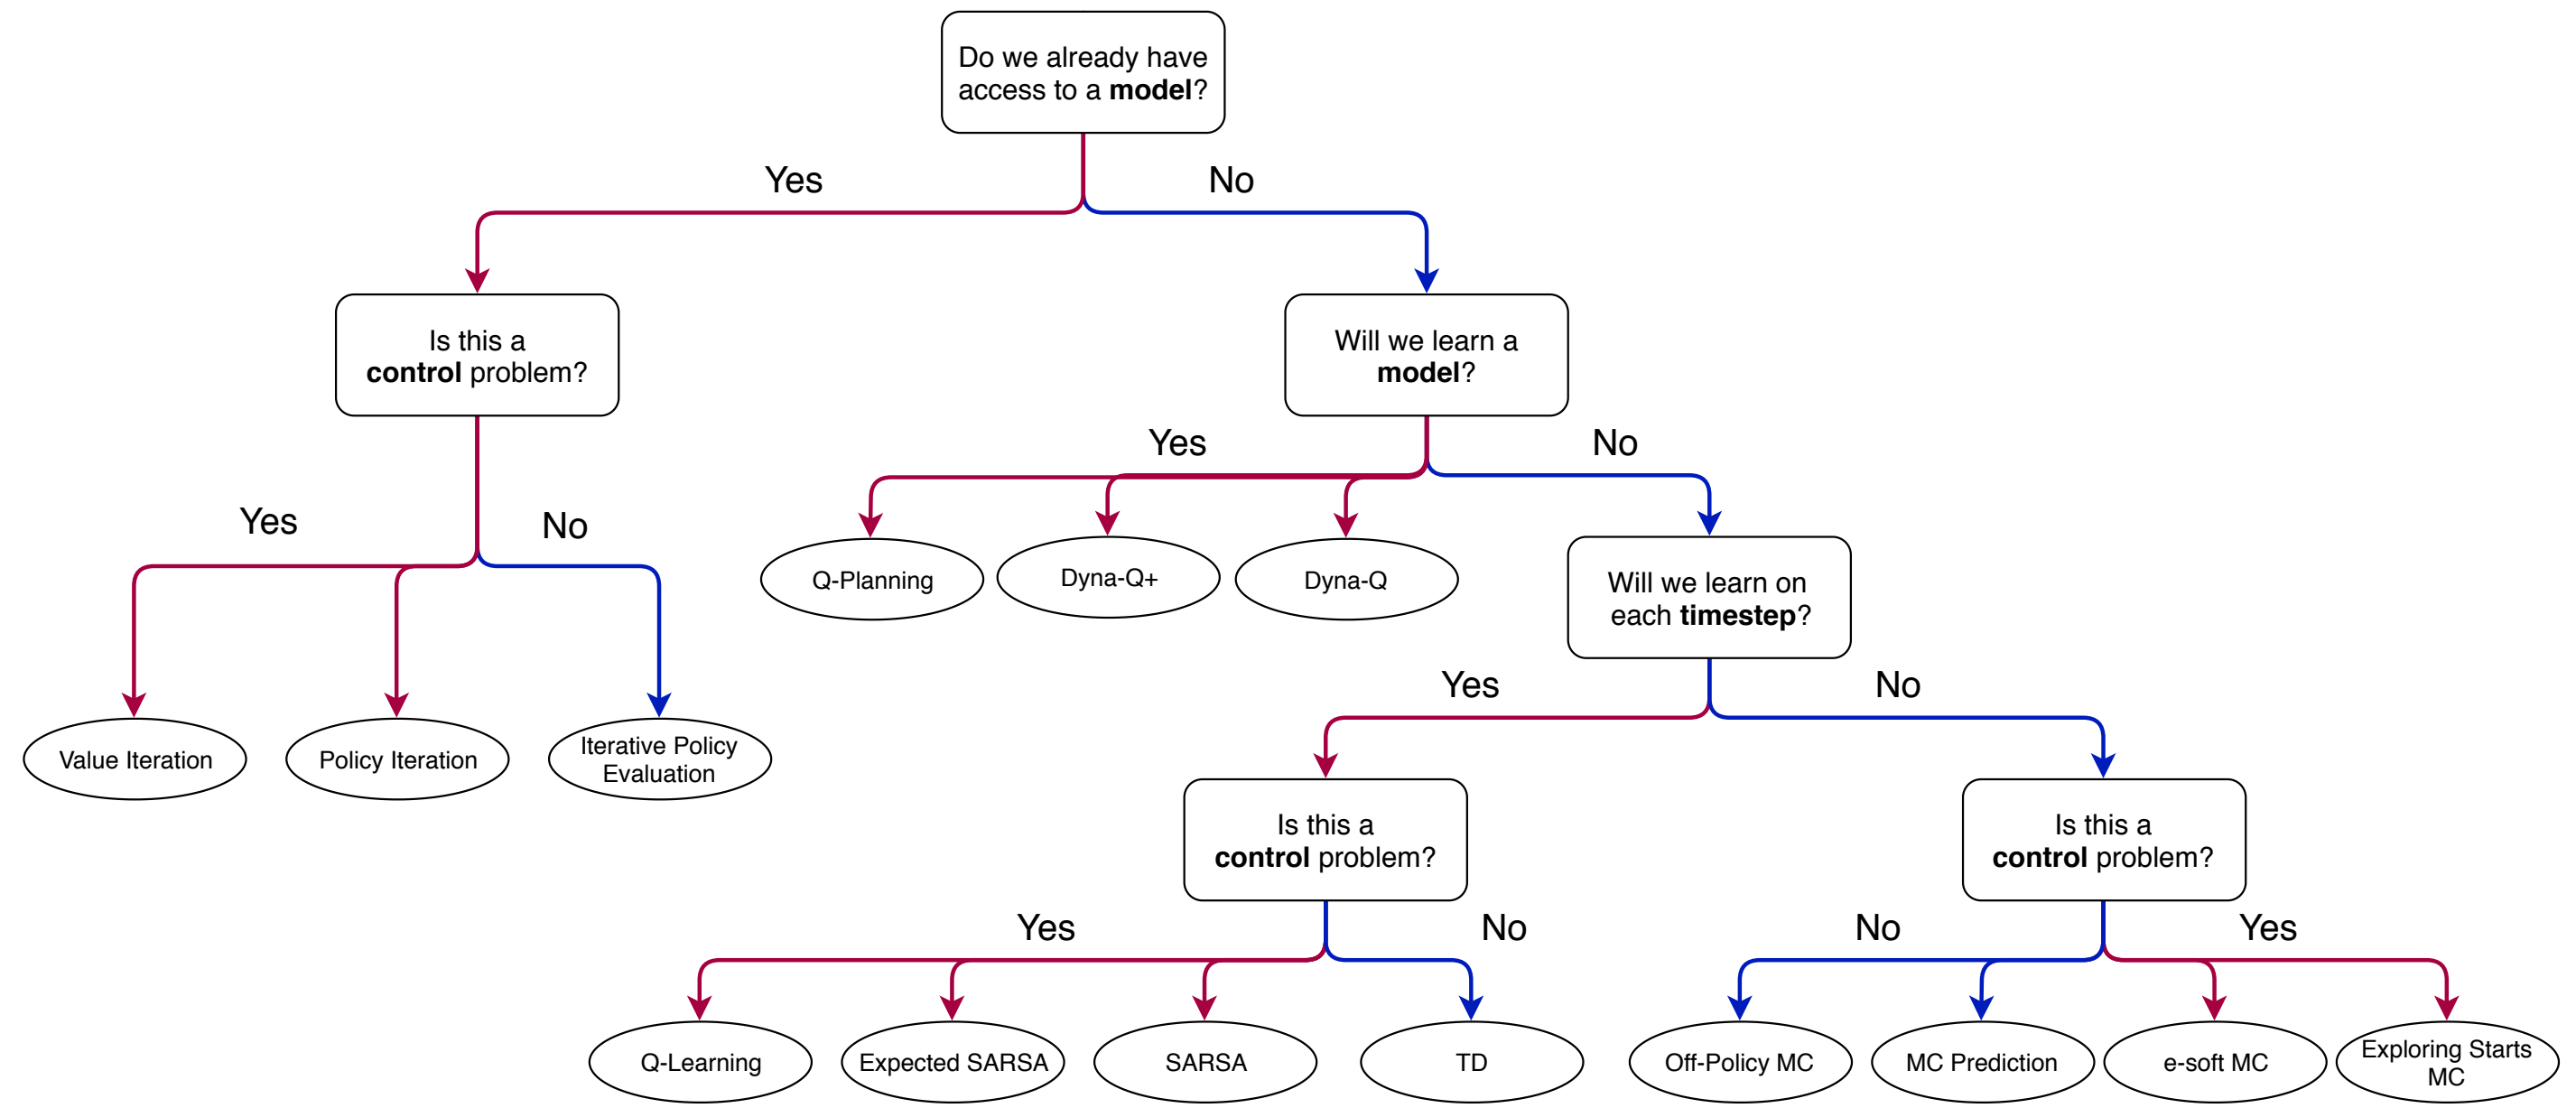 Do we already have
access to a model?
Yes
No
Is this a
control problem?
Will we learn a
model?
Yes
No
Yes
No
Q-Planning
Dyna-Q+
Dyna-Q
Will we learn on
each timestep?
Yes
No
Value Iteration
Policy Iteration
Iterative Policy
Evaluation
Is this a
control problem?
Is this a
control problem?
Yes
No
No
Yes
Q-Learning
Expected SARSA
SARSA
TD
Off-Policy MC
MC Prediction
e-soft MC
Exploring Starts
MC